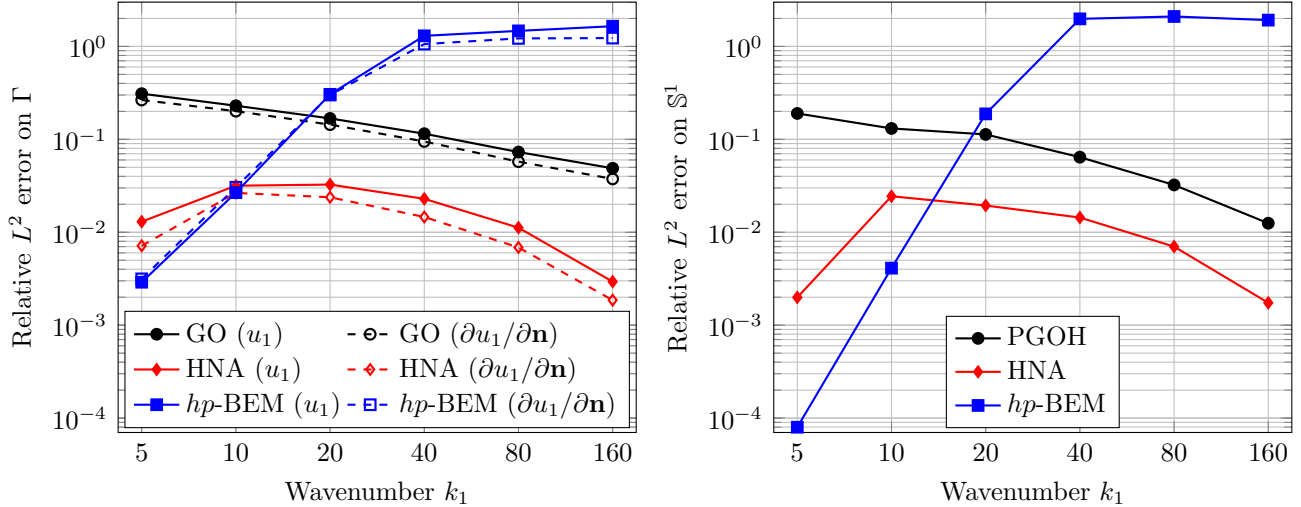 Relative L² error on Γ
10⁰
10⁻¹
10⁻²
10⁻³
10⁻⁴
GO (u₁) GO (∂u₁/∂n)
HNA (u₁) HNA (∂u₁/∂n)
hp-BEM (u₁) hp-BEM (∂u₁/∂n)
5 10 20 40 80 160
Wavenumber k₁
Relative L² error on 𝕊¹
10⁰
10⁻¹
10⁻²
10⁻³
10⁻⁴
PGOH
HNA
hp-BEM
5 10 20 40 80 160
Wavenumber k₁